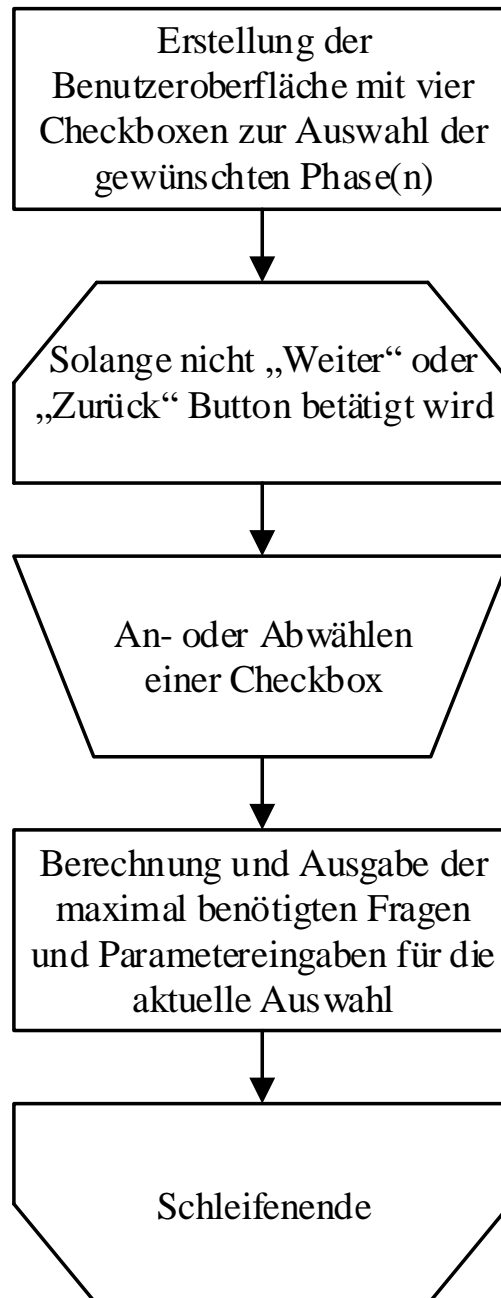 Erstellung der
Benutzeroberfläche mit vier
Checkboxen zur Auswahl der
gewünschten Phase(n)
Solange nicht „Weiter“ oder
„Zurück“ Button betätigt wird
An- oder Abwählen
einer Checkbox
Berechnung und Ausgabe der
maximal benötigten Fragen
und Parametereingaben für die
aktuelle Auswahl
Schleifenende